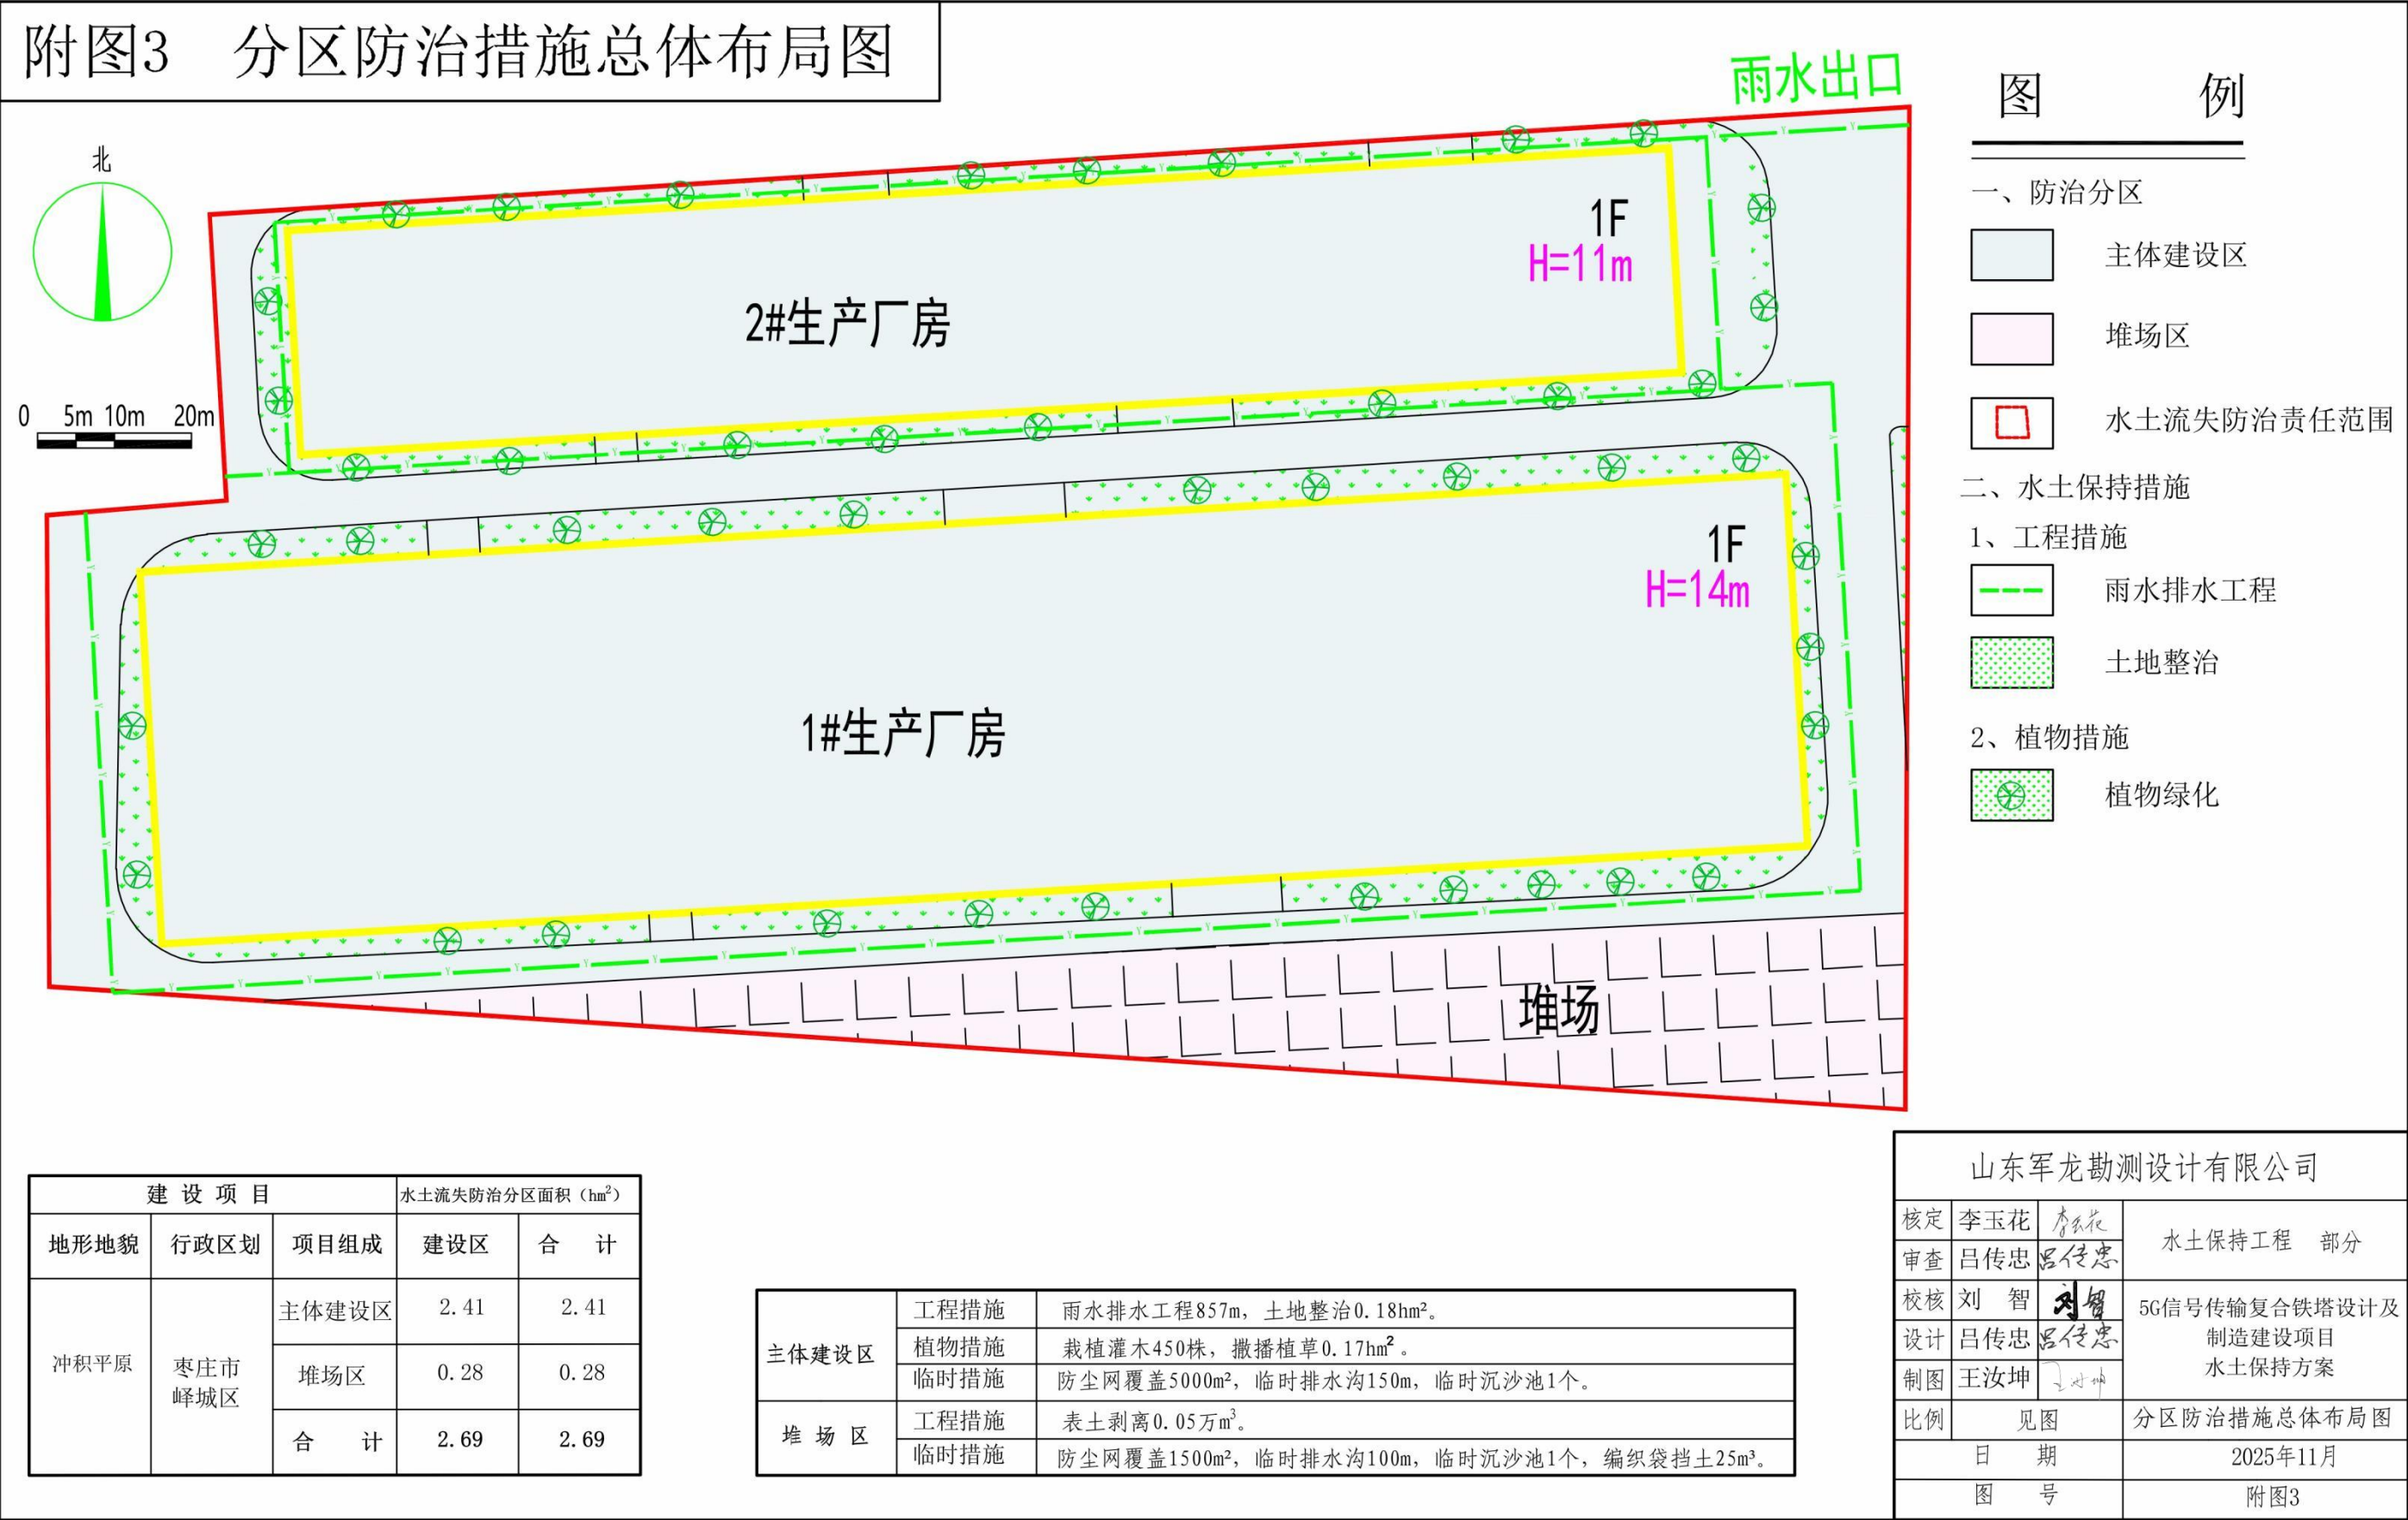 附图3　分区防治措施总体布局图
雨水出口
北
0 5m 10m 20m
1F
H=11m
2#生产厂房
1F
H=14m
1#生产厂房
堆场
图 例
一、防治分区
主体建设区
堆场区
水土流失防治责任范围
二、水土保持措施
1、工程措施
雨水排水工程
土地整治
2、植物措施
植物绿化
建设项目 水土流失防治分区面积（hm²）
地形地貌 行政区划 项目组成 建设区 合计
冲积平原 枣庄市峄城区 主体建设区 2.41 2.41
堆场区 0.28 0.28
合计 2.69 2.69
主体建设区 工程措施 雨水排水工程857m，土地整治0.18hm²。
植物措施 栽植灌木450株，撒播植草0.17hm²。
临时措施 防尘网覆盖5000m²，临时排水沟150m，临时沉沙池1个。
堆场区 工程措施 表土剥离0.05万m³。
临时措施 防尘网覆盖1500m²，临时排水沟100m，临时沉沙池1个，编织袋挡土25m³。
山东军龙勘测设计有限公司
核定 李玉花 李玉花 水土保持工程 部分
审查 吕传忠 吕传忠
校核 刘智 刘智 5G信号传输复合铁塔设计及
设计 吕传忠 吕传忠 制造建设项目
制图 王汝坤 王汝坤 水土保持方案
比例 见图 分区防治措施总体布局图
日期 2025年11月
图号 附图3